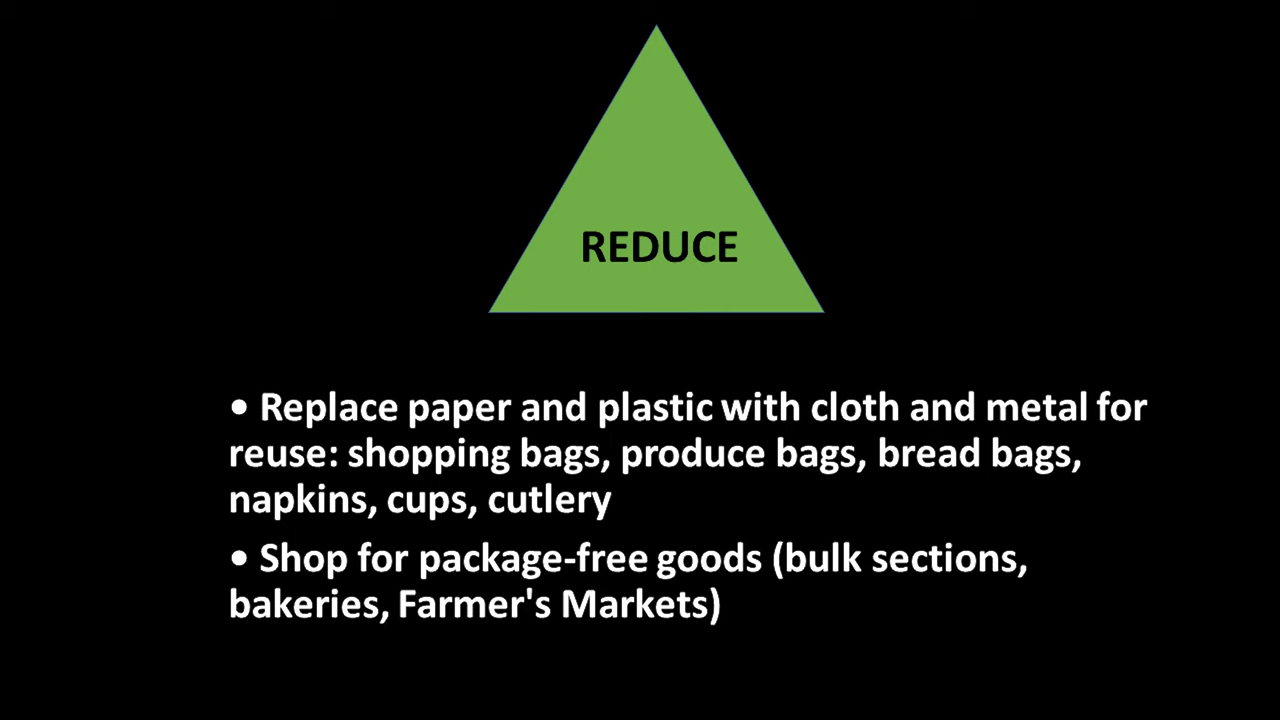 REDUCE
• Replace paper and plastic with cloth and metal for
reuse: shopping bags, produce bags, bread bags,
napkins, cups, cutlery
• Shop for package-free goods (bulk sections,
bakeries, Farmer's Markets)